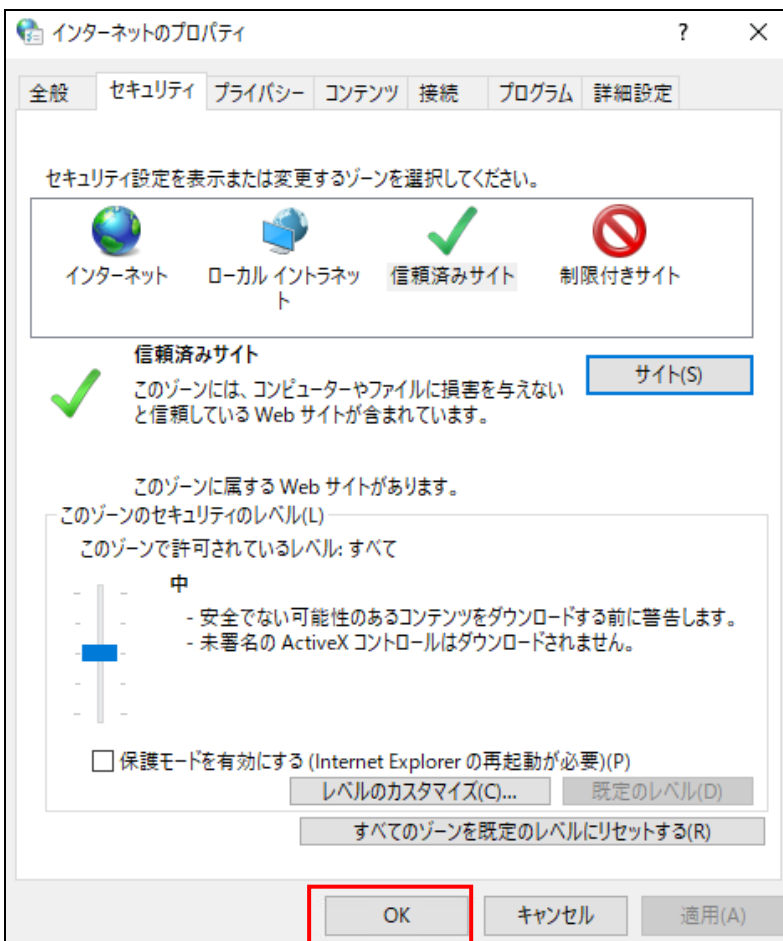 インターネットのプロパティ ? ×
全般 セキュリティ プライバシー コンテンツ 接続 プログラム 詳細設定
セキュリティ設定を表示または変更するゾーンを選択してください。
インターネット ローカル イントラネッ 信頼済みサイト 制限付きサイト
ト
信頼済みサイト
サイト(S)
このゾーンには、コンピューターやファイルに損害を与えない
と信頼している Web サイトが含まれています。
このゾーンに属する Web サイトがあります。
このゾーンのセキュリティのレベル(L)
このゾーンで許可されているレベル: すべて
中
- 安全でない可能性のあるコンテンツをダウンロードする前に警告します。
- 未署名の ActiveX コントロールはダウンロードされません。
保護モードを有効にする (Internet Explorer の再起動が必要)(P)
レベルのカスタマイズ(C)... 既定のレベル(D)
すべてのゾーンを既定のレベルにリセットする(R)
OK キャンセル 適用(A)